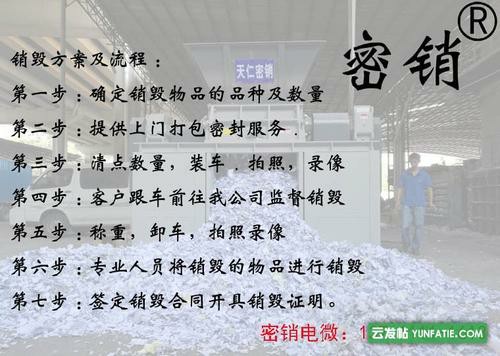 ®
密销
销毁方案及流程：
天仁密销
第一步：确定销毁物品的品种及数量
第二步：提供上门打包密封服务．
第三步：清点数量，装车．拍照，录像
第四步：客户跟车前往我公司监督销毁
第五步：称重，卸车，拍照录像
第六步：专业人员将销毁的物品进行销毁
第七步：签定销毁合同开具销毁证明。
密销电微：1
云发帖 YUNFATIE.COM